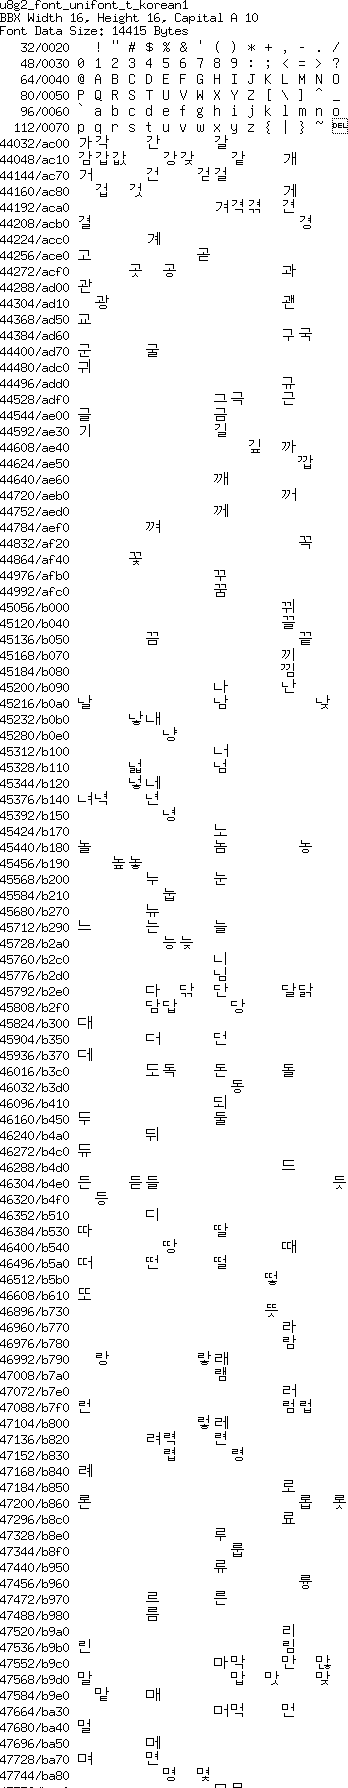 u8g2_font_unifont_t_korean1
BBX Width 16, Height 16, Capital A 10
Font Data Size: 14415 Bytes
32/0020 ! " # $ % & ' ( ) * + , - . /
48/0030 0 1 2 3 4 5 6 7 8 9 : ; < = > ?
64/0040 @ A B C D E F G H I J K L M N O
80/0050 P Q R S T U V W X Y Z [ \ ] ^ _
96/0060 ` a b c d e f g h i j k l m n o
112/0070 p q r s t u v w x y z { | } ~ DEL
44032/ac00 가 각 간 갈
44048/ac10 감 갑 값 강 갖 같 개
44144/ac70 거 건 걷 걸
44160/ac80 겁 것 게
44192/aca0 겨 격 겪 견
44208/acb0 결 경
44224/acc0 계
44256/ace0 고 곧
44272/acf0 곳 공 과
44288/ad00 관
44304/ad10 광 괜
44368/ad50 교
44384/ad60 구 국
44400/ad70 군 굴
44480/adc0 귀
44496/add0 규
44528/adf0 그 극 근
44544/ae00 글 금
44592/ae30 기 길
44608/ae40 깊 까
44624/ae50 깝
44640/ae60 깨
44720/aeb0 꺼
44752/aed0 께
44784/aef0 껴
44832/af20 꼭
44864/af40 꽃
44976/afb0 꾸
44992/afc0 꿈
45056/b000 뀌
45120/b040 끌
45136/b050 끔 끝
45168/b070 끼
45184/b080 낌
45200/b090 나 난
45216/b0a0 날 남 낮
45232/b0b0 낳 내
45280/b0e0 냥
45312/b100 너
45328/b110 넓 넘
45344/b120 넣 네
45376/b140 녀 녁 년
45392/b150 녕
45424/b170 노
45440/b180 놀 놈 농
45456/b190 높 놓
45568/b200 누 눈
45584/b210 눕
45680/b270 뉴
45712/b290 느 는 늘
45728/b2a0 능 늦
45760/b2c0 니
45776/b2d0 님
45792/b2e0 다 닦 단 달 닭
45808/b2f0 담 답 당
45824/b300 대
45904/b350 더 던
45936/b370 데
46016/b3c0 도 독 돈 돌
46032/b3d0 동
46096/b410 되
46160/b450 두 둘
46240/b4a0 뒤
46272/b4c0 듀
46288/b4d0 드
46304/b4e0 든 듣 들 듯
46320/b4f0 등
46352/b510 디
46384/b530 따 딸
46400/b540 땅 때
46496/b5a0 떠 떤 떨
46512/b5b0 떻
46608/b610 또
46896/b730 뜻
46960/b770 라
46976/b780 람
46992/b790 랑 랗 래
47008/b7a0 램
47072/b7e0 러
47088/b7f0 런 럼 럽
47104/b800 렇 레
47136/b820 려 력 련
47152/b830 렵 령
47168/b840 례
47184/b850 로
47200/b860 론 롭 롯
47296/b8c0 료
47328/b8e0 루
47344/b8f0 룹
47440/b950 류
47456/b960 륭
47472/b970 르 른
47488/b980 름
47520/b9a0 리
47536/b9b0 린 림
47552/b9c0 마 막 만 많
47568/b9d0 말 맙 맛 맞
47584/b9e0 맡 매
47664/ba30 머 먹 먼
47680/ba40 멀
47696/ba50 메
47728/ba70 며 면
47744/ba80 명 몇